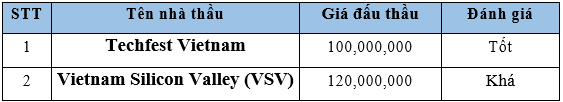 STT Tên nhà thầu Giá đấu thầu Đánh giá
1 Techfest Vietnam 100,000,000 Tốt
2 Vietnam Silicon Valley (VSV) 120,000,000 Khá